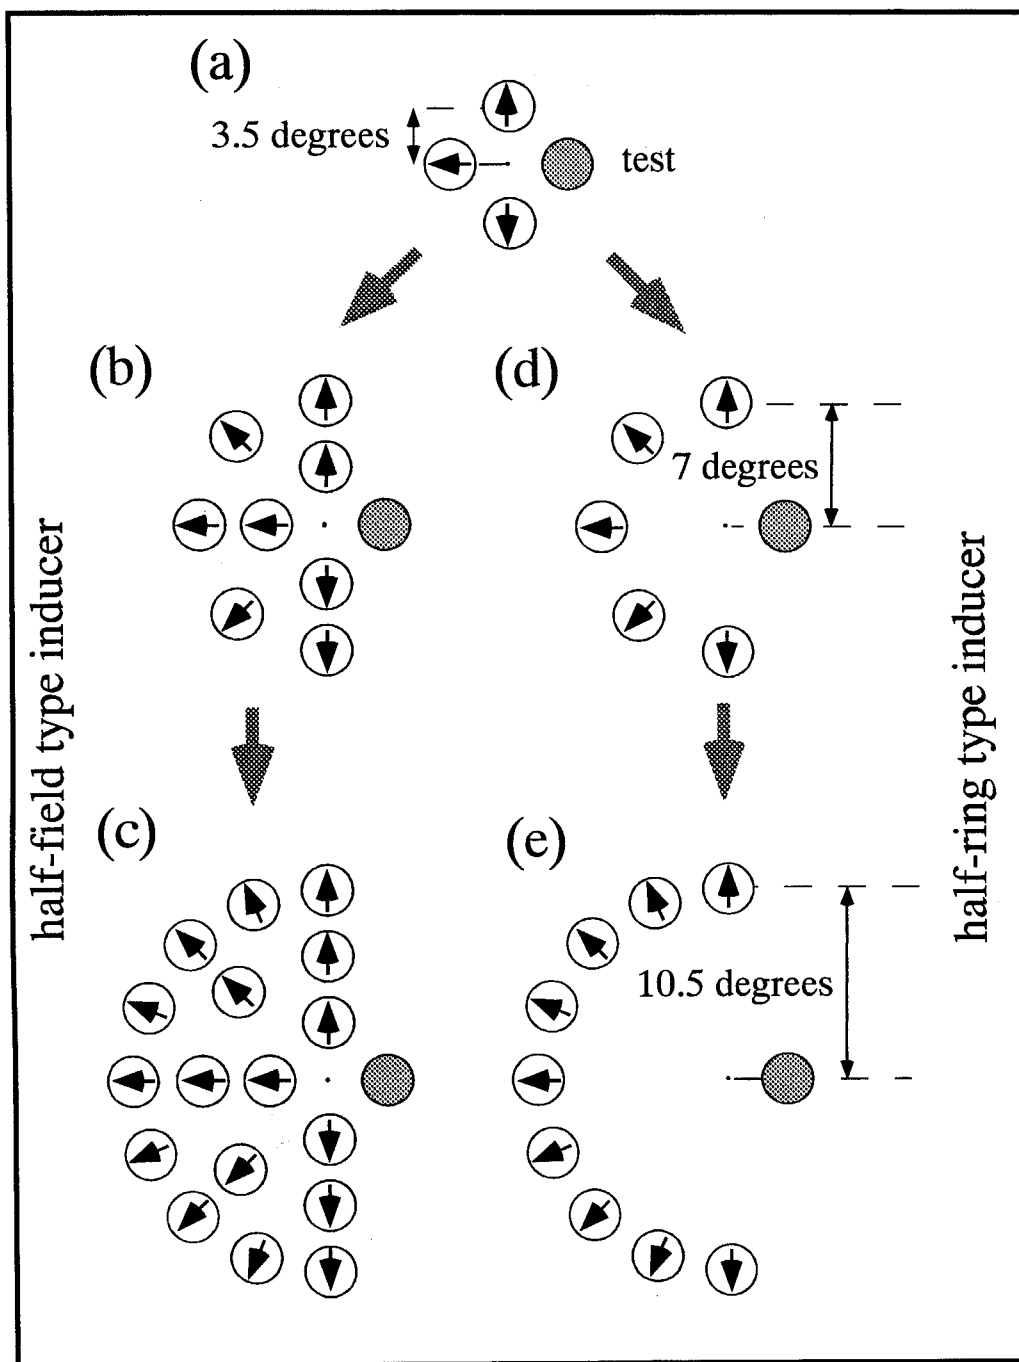 (a)
3.5 degrees
test
(b)
(d)
7 degrees
half-field type inducer
half-ring type inducer
(c)
(e)
10.5 degrees